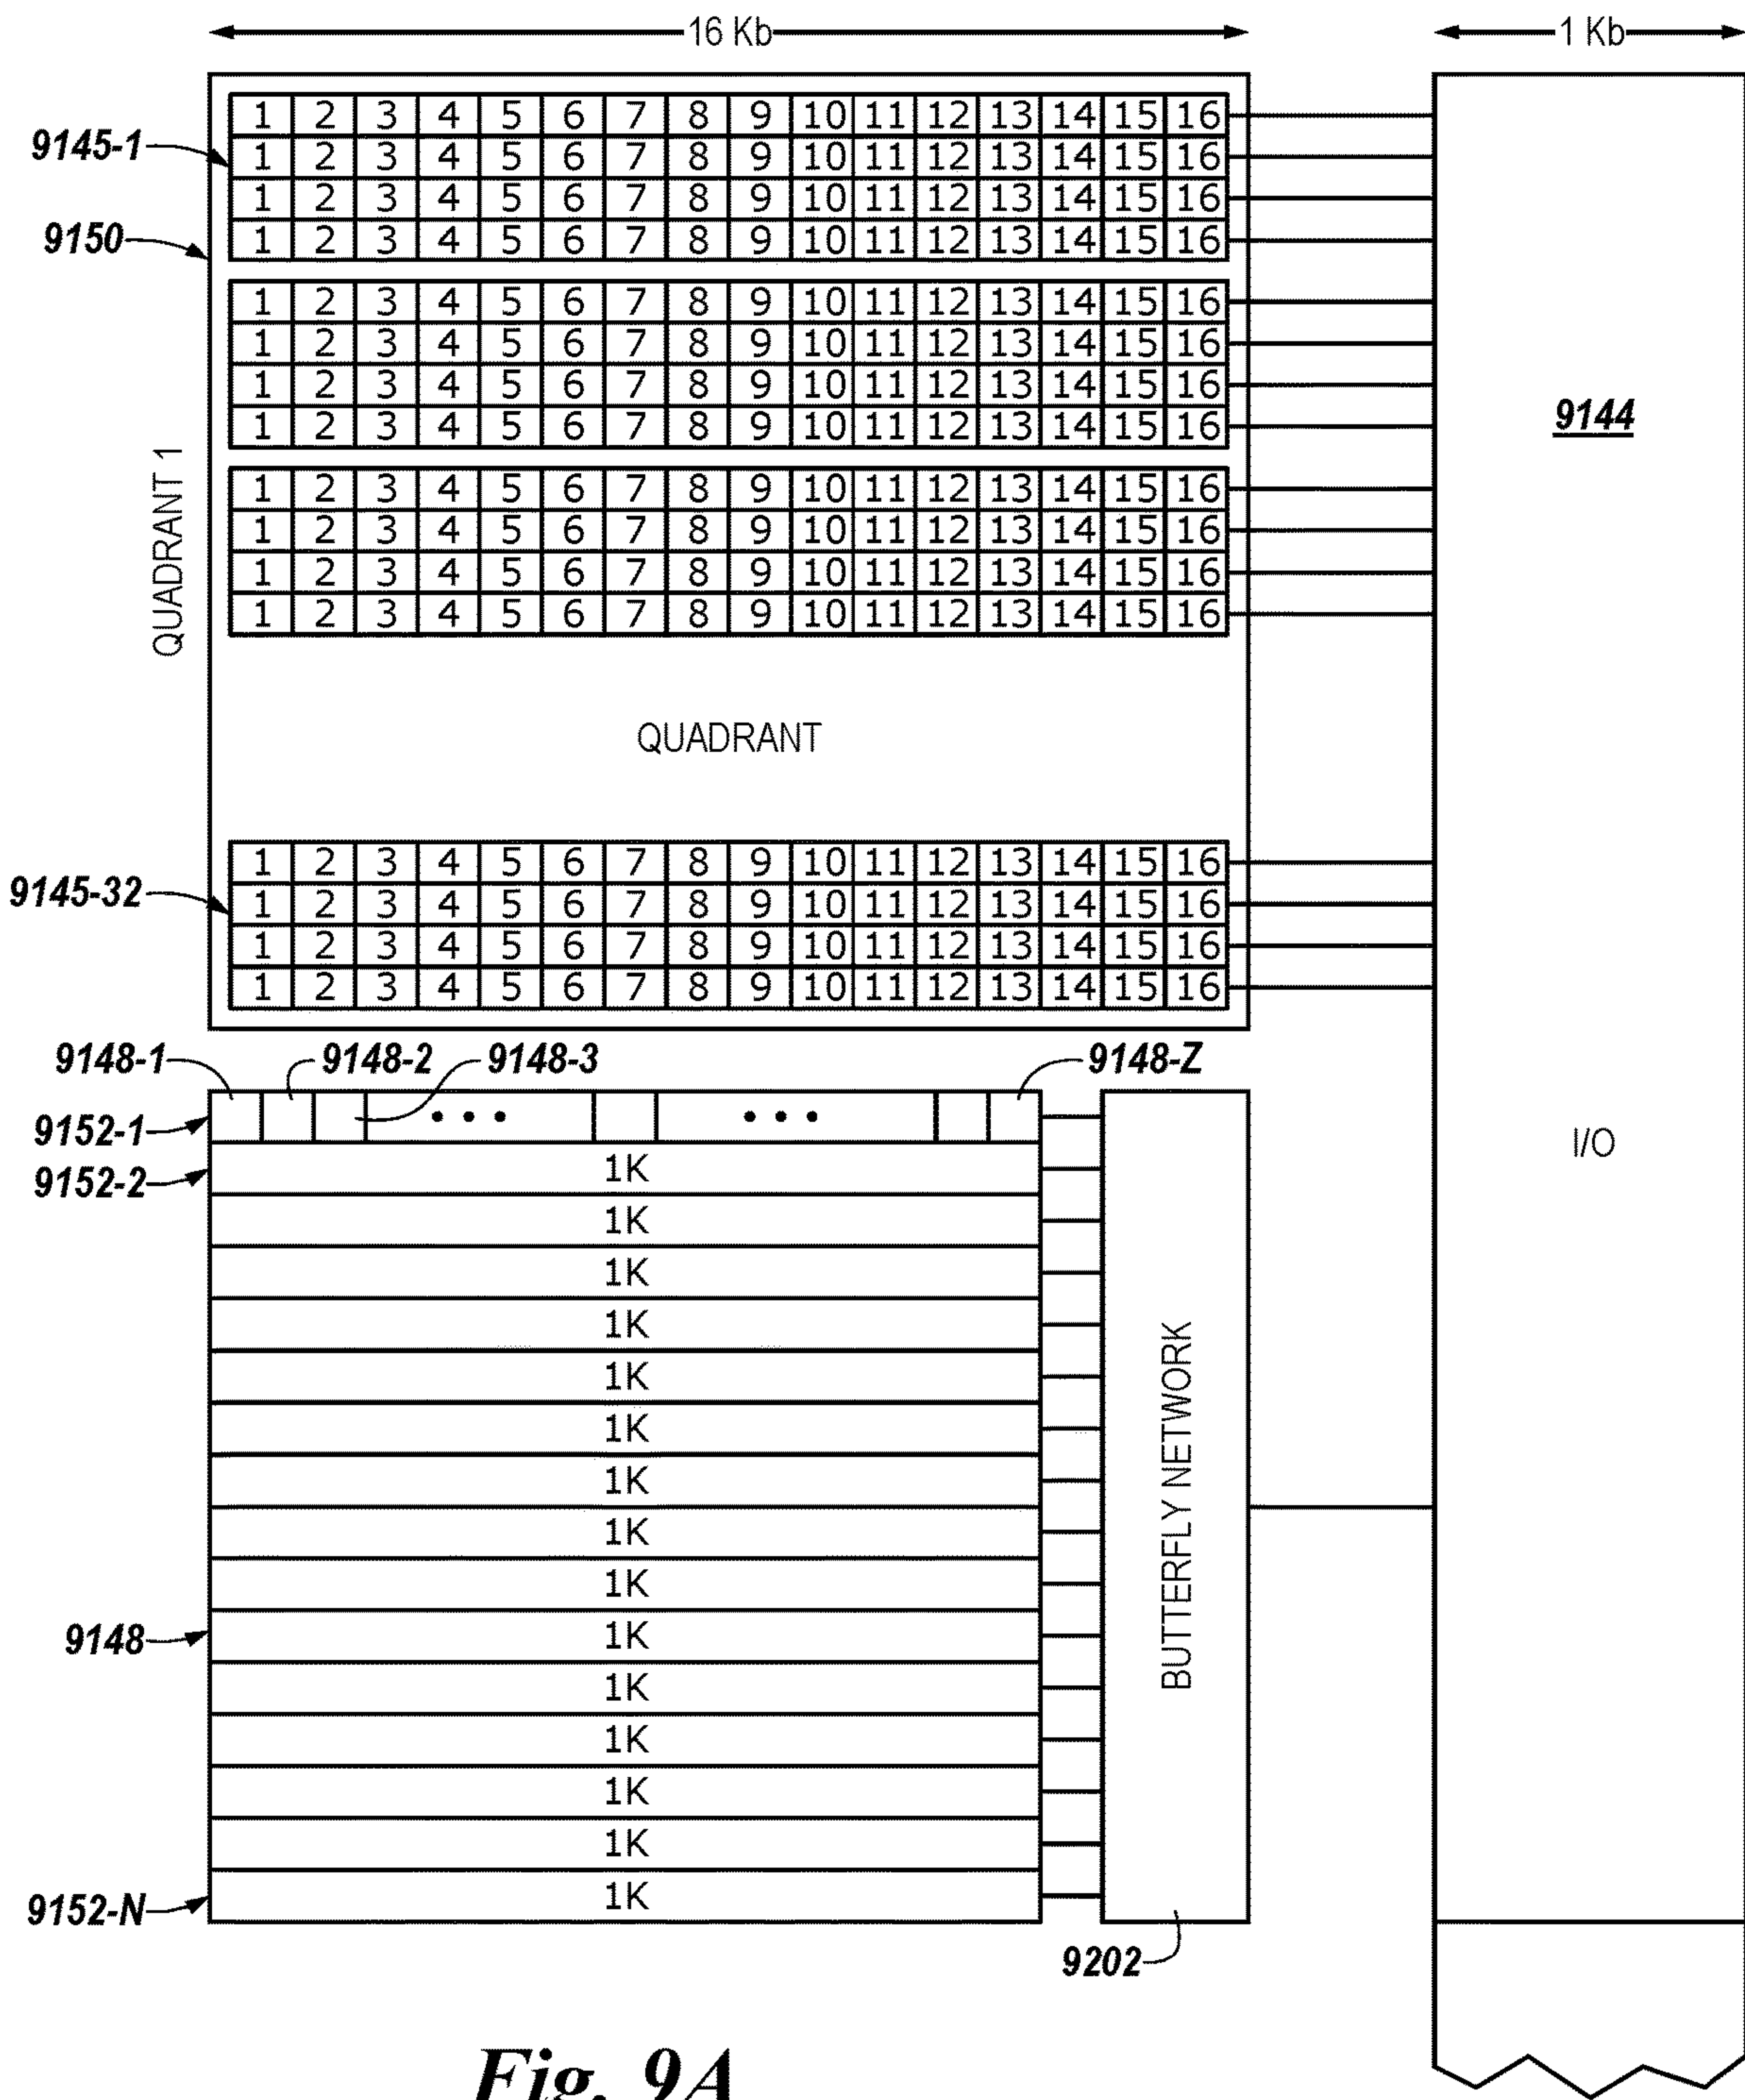 16 Kb 1 Kb
1 2 3 4 5 6 7 8 9 10 11 12 13 14 15 16
9145-1
1 2 3 4 5 6 7 8 9 10 11 12 13 14 15 16
1 2 3 4 5 6 7 8 9 10 11 12 13 14 15 16
9150
1 2 3 4 5 6 7 8 9 10 11 12 13 14 15 16
1 2 3 4 5 6 7 8 9 10 11 12 13 14 15 16
1 2 3 4 5 6 7 8 9 10 11 12 13 14 15 16
1 2 3 4 5 6 7 8 9 10 11 12 13 14 15 16
1 2 3 4 5 6 7 8 9 10 11 12 13 14 15 16
9144
QUADRANT 1
1 2 3 4 5 6 7 8 9 10 11 12 13 14 15 16
1 2 3 4 5 6 7 8 9 10 11 12 13 14 15 16
1 2 3 4 5 6 7 8 9 10 11 12 13 14 15 16
1 2 3 4 5 6 7 8 9 10 11 12 13 14 15 16
QUADRANT
1 2 3 4 5 6 7 8 9 10 11 12 13 14 15 16
9145-32
1 2 3 4 5 6 7 8 9 10 11 12 13 14 15 16
1 2 3 4 5 6 7 8 9 10 11 12 13 14 15 16
1 2 3 4 5 6 7 8 9 10 11 12 13 14 15 16
9148-1 9148-2 9148-3 9148-Z
9152-1 • • • • • •
I/O
9152-2 1K
1K
1K
1K
1K
1K
1K
1K
1K
BUTTERFLY NETWORK
9148 1K
1K
1K
1K
1K
9152-N 1K
9202
Fig. 9A